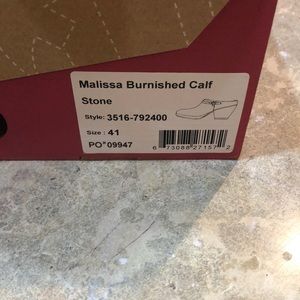 Malissa Burnished Calf
Stone
Style: 3516-792400
Size : 41
PO# 09947
6 73088 27157 2